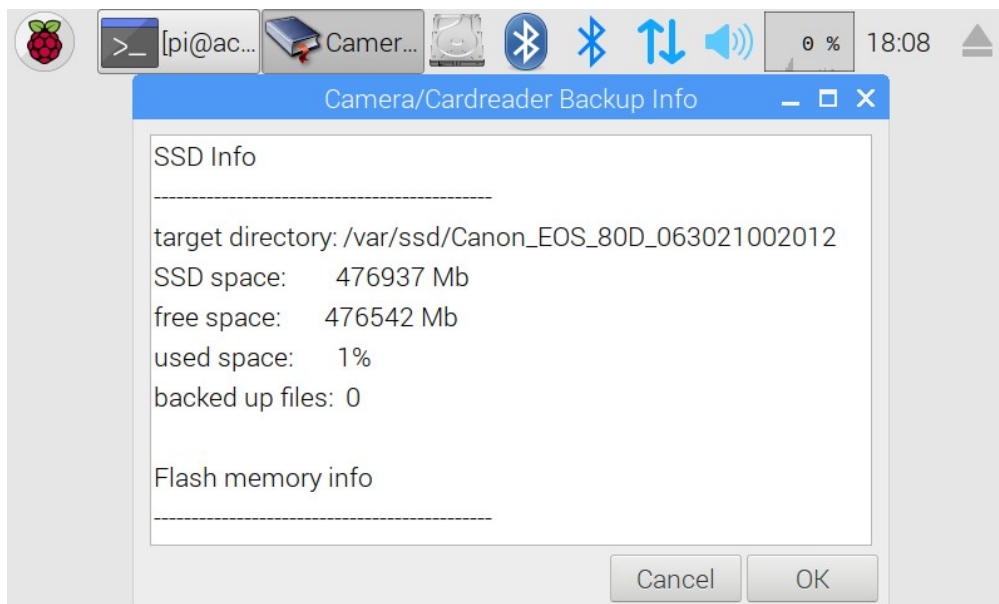 >_ [pi@ac... Camer... 0 % 18:08
Camera/Cardreader Backup Info
SSD Info
---------------------------------------------
target directory: /var/ssd/Canon_EOS_80D_063021002012
SSD space: 476937 Mb
free space: 476542 Mb
used space: 1%
backed up files: 0
Flash memory info
---------------------------------------------
Cancel OK